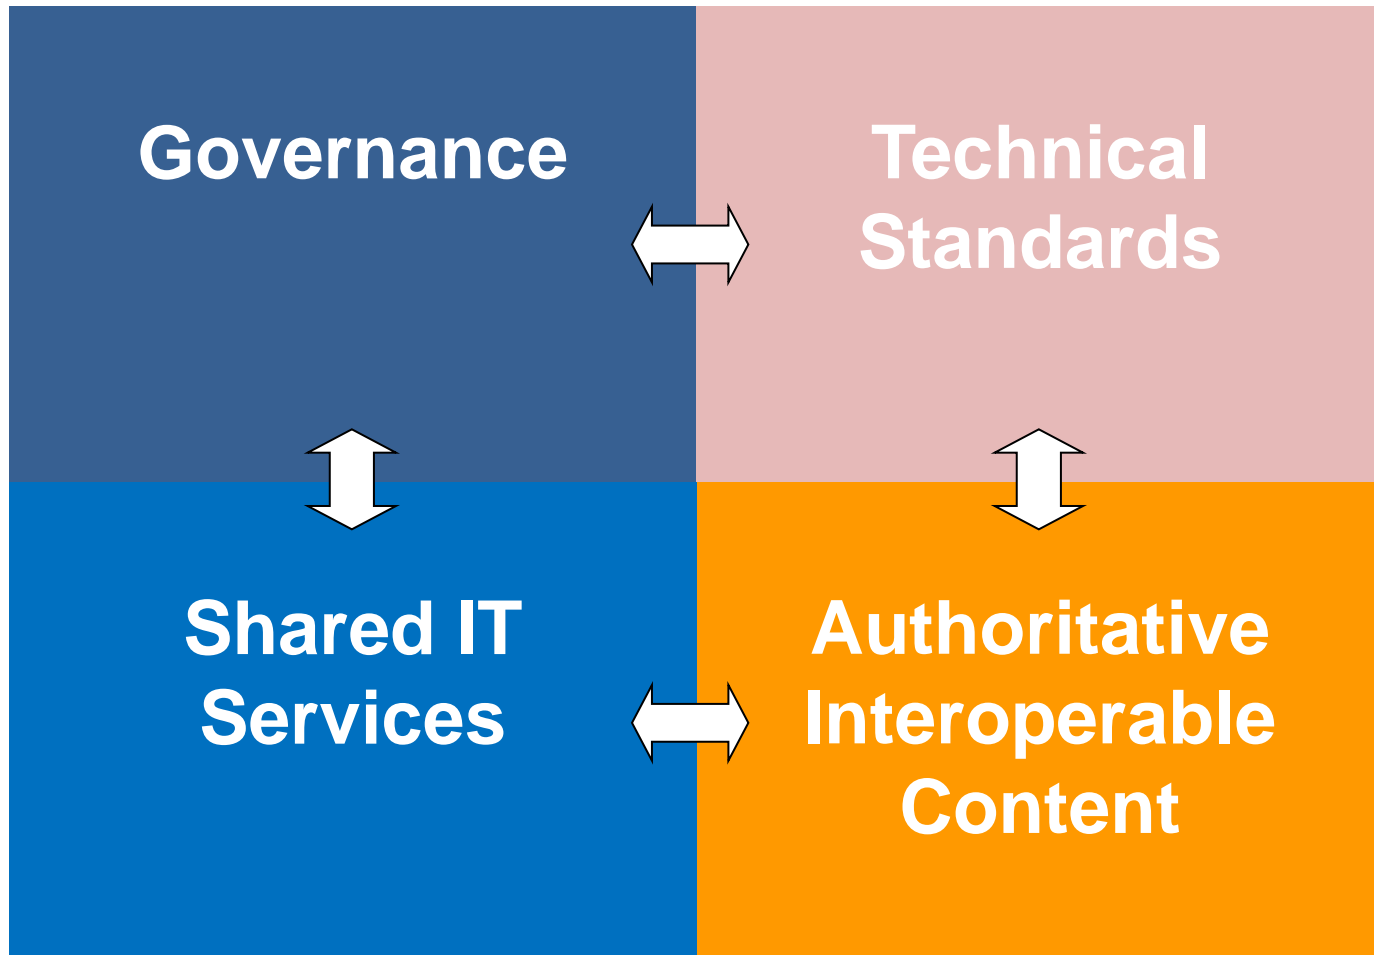 Governance
Technical
Standards
Shared IT
Services
Authoritative
Interoperable
Content